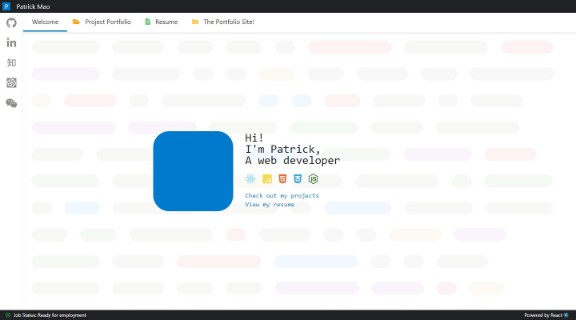 Patrick Mao
Welcome
Project Portfolio
Resume
The Portfolio Site!
in
知
Hi!
I'm Patrick,
A web developer
Check out my projects
View my resume
Job Status: Ready for employment
Powered by React